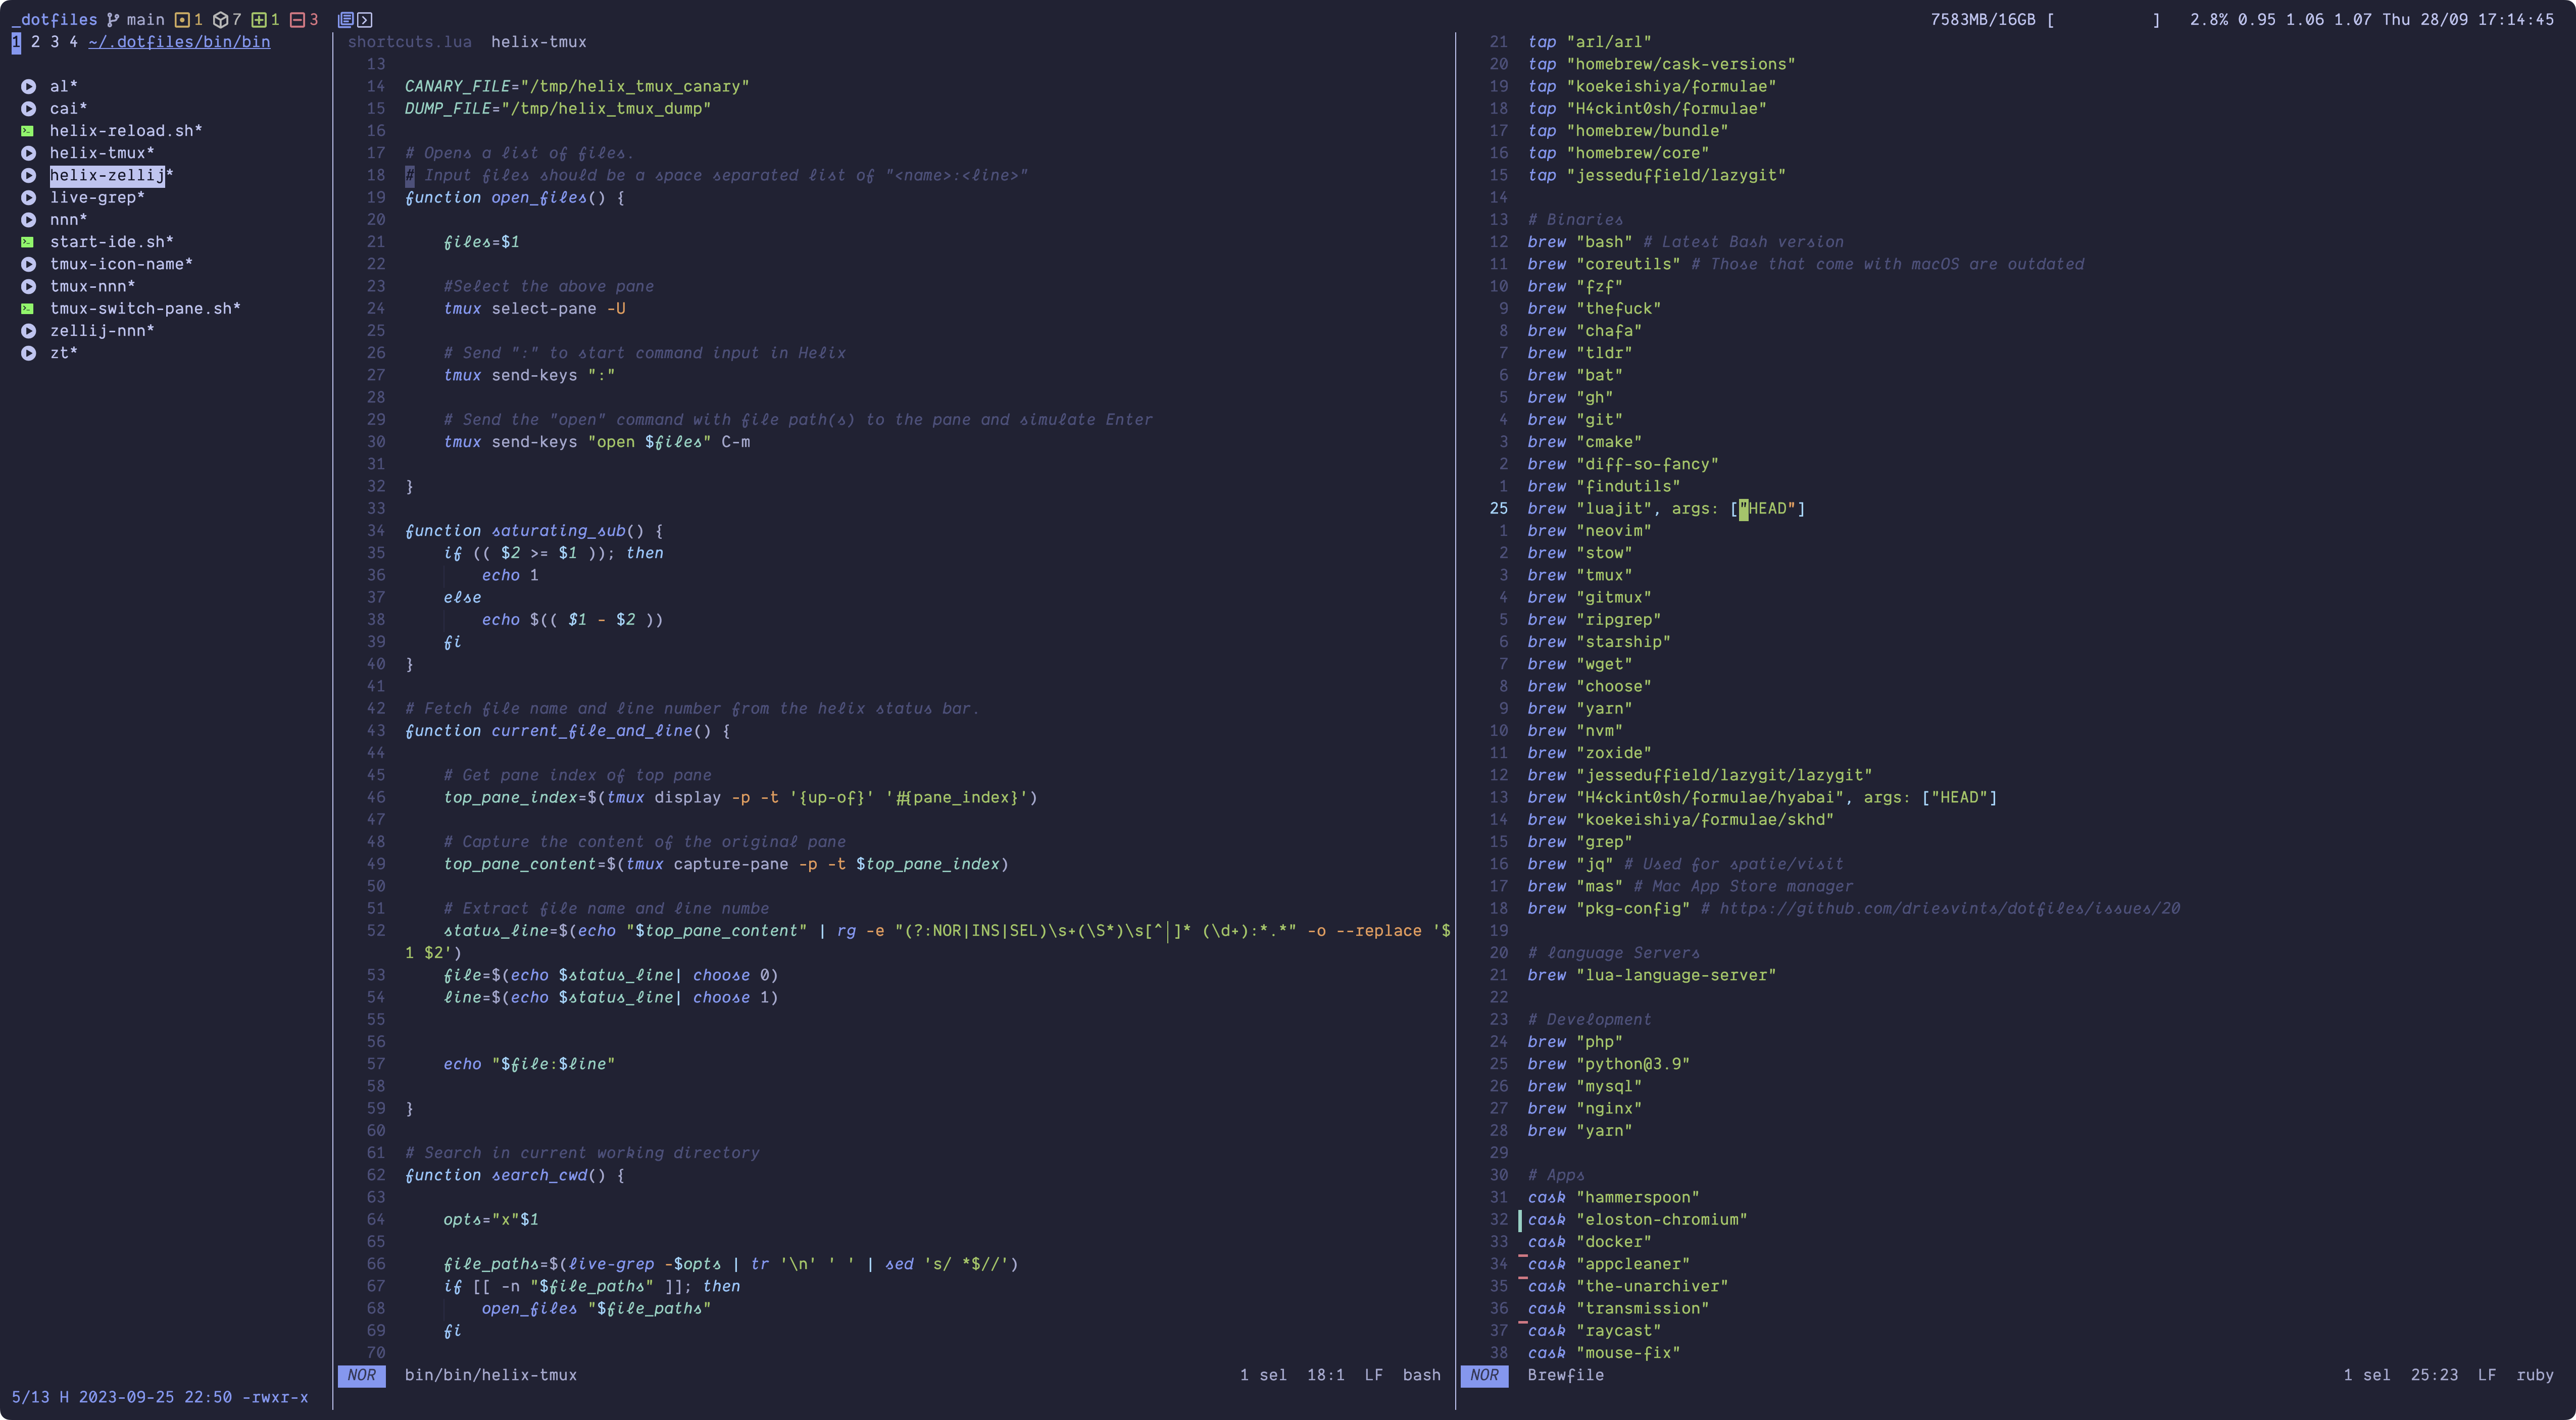 _dotfiles main 1 7 1 3
7583MB/16GB [ ] 2.8% 0.95 1.06 1.07 Thu 28/09 17:14:45
1 2 3 4 ~/.dotfiles/bin/bin
al*
cai*
helix-reload.sh*
helix-tmux*
helix-zellij*
live-grep*
nnn*
start-ide.sh*
tmux-icon-name*
tmux-nnn*
tmux-switch-pane.sh*
zellij-nnn*
zt*
5/13 H 2023-09-25 22:50 -rwxr-x
shortcuts.lua helix-tmux
13
14 CANARY_FILE="/tmp/helix_tmux_canary"
15 DUMP_FILE="/tmp/helix_tmux_dump"
16
17 # Opens a list of files.
18 # Input files should be a space separated list of "<name>:<line>"
19 function open_files() {
20
21 files=$1
22
23 #Select the above pane
24 tmux select-pane -U
25
26 # Send ":" to start command input in Helix
27 tmux send-keys ":"
28
29 # Send the "open" command with file path(s) to the pane and simulate Enter
30 tmux send-keys "open $files" C-m
31
32 }
33
34 function saturating_sub() {
35 if (( $2 >= $1 )); then
36 echo 1
37 else
38 echo $(( $1 - $2 ))
39 fi
40 }
41
42 # Fetch file name and line number from the helix status bar.
43 function current_file_and_line() {
44
45 # Get pane index of top pane
46 top_pane_index=$(tmux display -p -t '{up-of}' '#{pane_index}')
47
48 # Capture the content of the original pane
49 top_pane_content=$(tmux capture-pane -p -t $top_pane_index)
50
51 # Extract file name and line numbe
52 status_line=$(echo "$top_pane_content" | rg -e "(?:NOR|INS|SEL)\s+(\S*)\s[^│]* (\d+):*.*" -o --replace '$
1 $2')
53 file=$(echo $status_line| choose 0)
54 line=$(echo $status_line| choose 1)
55
56
57 echo "$file:$line"
58
59 }
60
61 # Search in current working directory
62 function search_cwd() {
63
64 opts="x"$1
65
66 file_paths=$(live-grep -$opts | tr '\n' ' ' | sed 's/ *$//')
67 if [[ -n "$file_paths" ]]; then
68 open_files "$file_paths"
69 fi
70
NOR bin/bin/helix-tmux 1 sel 18:1 LF bash
21 tap "arl/arl"
20 tap "homebrew/cask-versions"
19 tap "koekeishiya/formulae"
18 tap "H4ckint0sh/formulae"
17 tap "homebrew/bundle"
16 tap "homebrew/core"
15 tap "jesseduffield/lazygit"
14
13 # Binaries
12 brew "bash" # Latest Bash version
11 brew "coreutils" # Those that come with macOS are outdated
10 brew "fzf"
9 brew "thefuck"
8 brew "chafa"
7 brew "tldr"
6 brew "bat"
5 brew "gh"
4 brew "git"
3 brew "cmake"
2 brew "diff-so-fancy"
1 brew "findutils"
25 brew "luajit", args: ["HEAD"]
1 brew "neovim"
2 brew "stow"
3 brew "tmux"
4 brew "gitmux"
5 brew "ripgrep"
6 brew "starship"
7 brew "wget"
8 brew "choose"
9 brew "yarn"
10 brew "nvm"
11 brew "zoxide"
12 brew "jesseduffield/lazygit/lazygit"
13 brew "H4ckint0sh/formulae/hyabai", args: ["HEAD"]
14 brew "koekeishiya/formulae/skhd"
15 brew "grep"
16 brew "jq" # Used for spatie/visit
17 brew "mas" # Mac App Store manager
18 brew "pkg-config" # https://github.com/driesvints/dotfiles/issues/20
19
20 # language Servers
21 brew "lua-language-server"
22
23 # Development
24 brew "php"
25 brew "python@3.9"
26 brew "mysql"
27 brew "nginx"
28 brew "yarn"
29
30 # Apps
31 cask "hammerspoon"
32 cask "eloston-chromium"
33 cask "docker"
34 cask "appcleaner"
35 cask "the-unarchiver"
36 cask "transmission"
37 cask "raycast"
38 cask "mouse-fix"
NOR Brewfile 1 sel 25:23 LF ruby